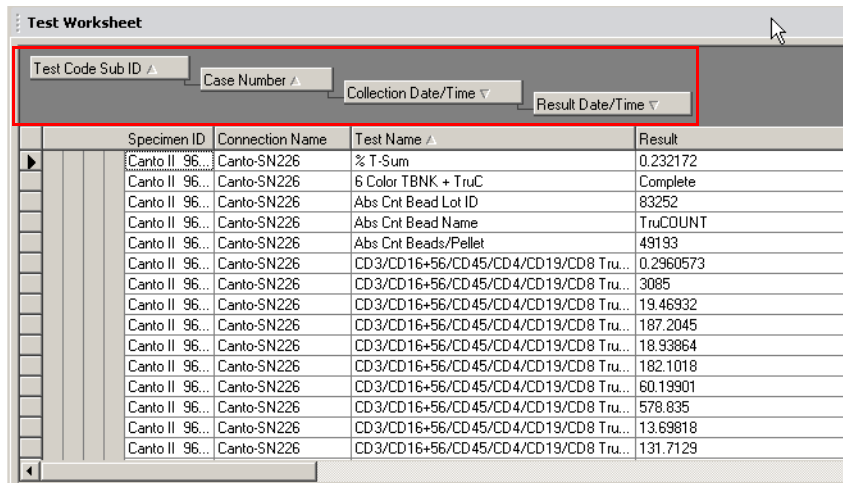 Test Worksheet
Test Code Sub ID
Case Number
Collection Date/Time
Result Date/Time
Specimen ID Connection Name Test Name Result
Canto II 96... Canto-SN226 % T-Sum 0.232172
Canto II 96... Canto-SN226 6 Color TBNK + TruC Complete
Canto II 96... Canto-SN226 Abs Cnt Bead Lot ID 83252
Canto II 96... Canto-SN226 Abs Cnt Bead Name TruCOUNT
Canto II 96... Canto-SN226 Abs Cnt Beads/Pellet 49193
Canto II 96... Canto-SN226 CD3/CD16+56/CD45/CD4/CD19/CD8 Tru... 0.2960573
Canto II 96... Canto-SN226 CD3/CD16+56/CD45/CD4/CD19/CD8 Tru... 3085
Canto II 96... Canto-SN226 CD3/CD16+56/CD45/CD4/CD19/CD8 Tru... 19.46932
Canto II 96... Canto-SN226 CD3/CD16+56/CD45/CD4/CD19/CD8 Tru... 187.2045
Canto II 96... Canto-SN226 CD3/CD16+56/CD45/CD4/CD19/CD8 Tru... 18.93864
Canto II 96... Canto-SN226 CD3/CD16+56/CD45/CD4/CD19/CD8 Tru... 182.1018
Canto II 96... Canto-SN226 CD3/CD16+56/CD45/CD4/CD19/CD8 Tru... 60.19901
Canto II 96... Canto-SN226 CD3/CD16+56/CD45/CD4/CD19/CD8 Tru... 578.835
Canto II 96... Canto-SN226 CD3/CD16+56/CD45/CD4/CD19/CD8 Tru... 13.69818
Canto II 96... Canto-SN226 CD3/CD16+56/CD45/CD4/CD19/CD8 Tru... 131.7129